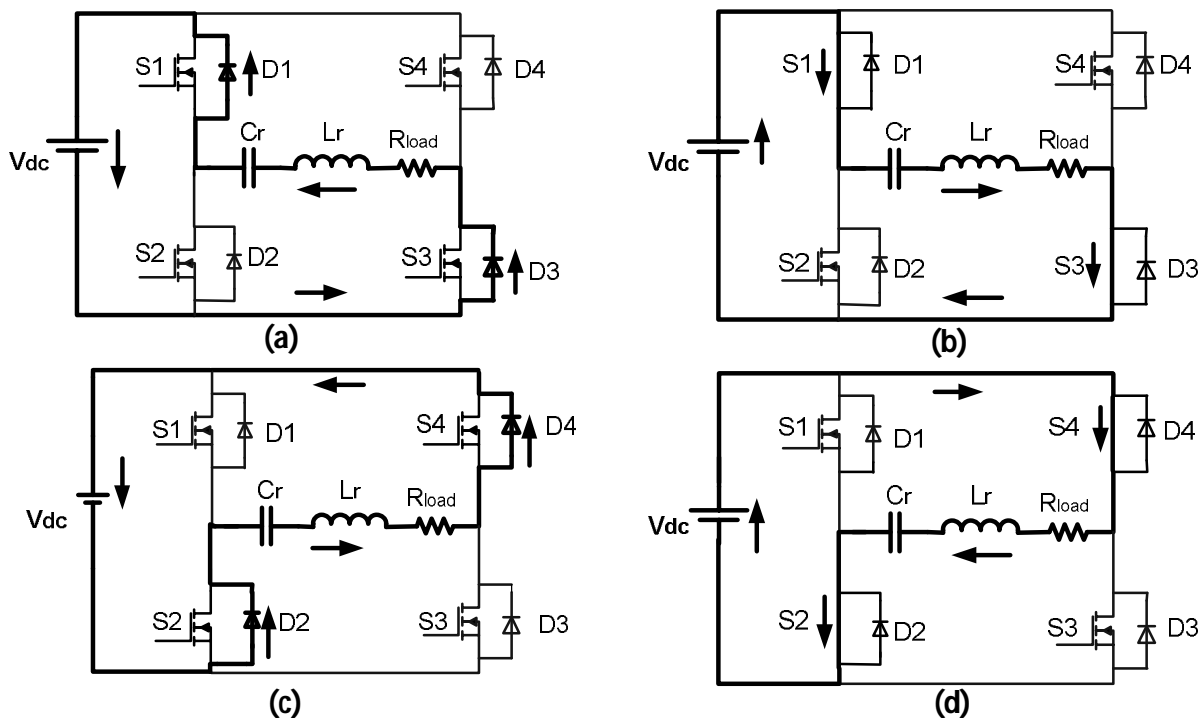 S1
D1
S4
D4
Vdc
Cr
Lr
Rload
S2
D2
S3
D3
(a)
S1
D1
S4
D4
Vdc
Cr
Lr
Rload
S2
D2
S3
D3
(b)
S1
D1
S4
D4
Vdc
Cr
Lr
Rload
S2
D2
S3
D3
(c)
S1
D1
S4
D4
Vdc
Cr
Lr
Rload
S2
D2
S3
D3
(d)